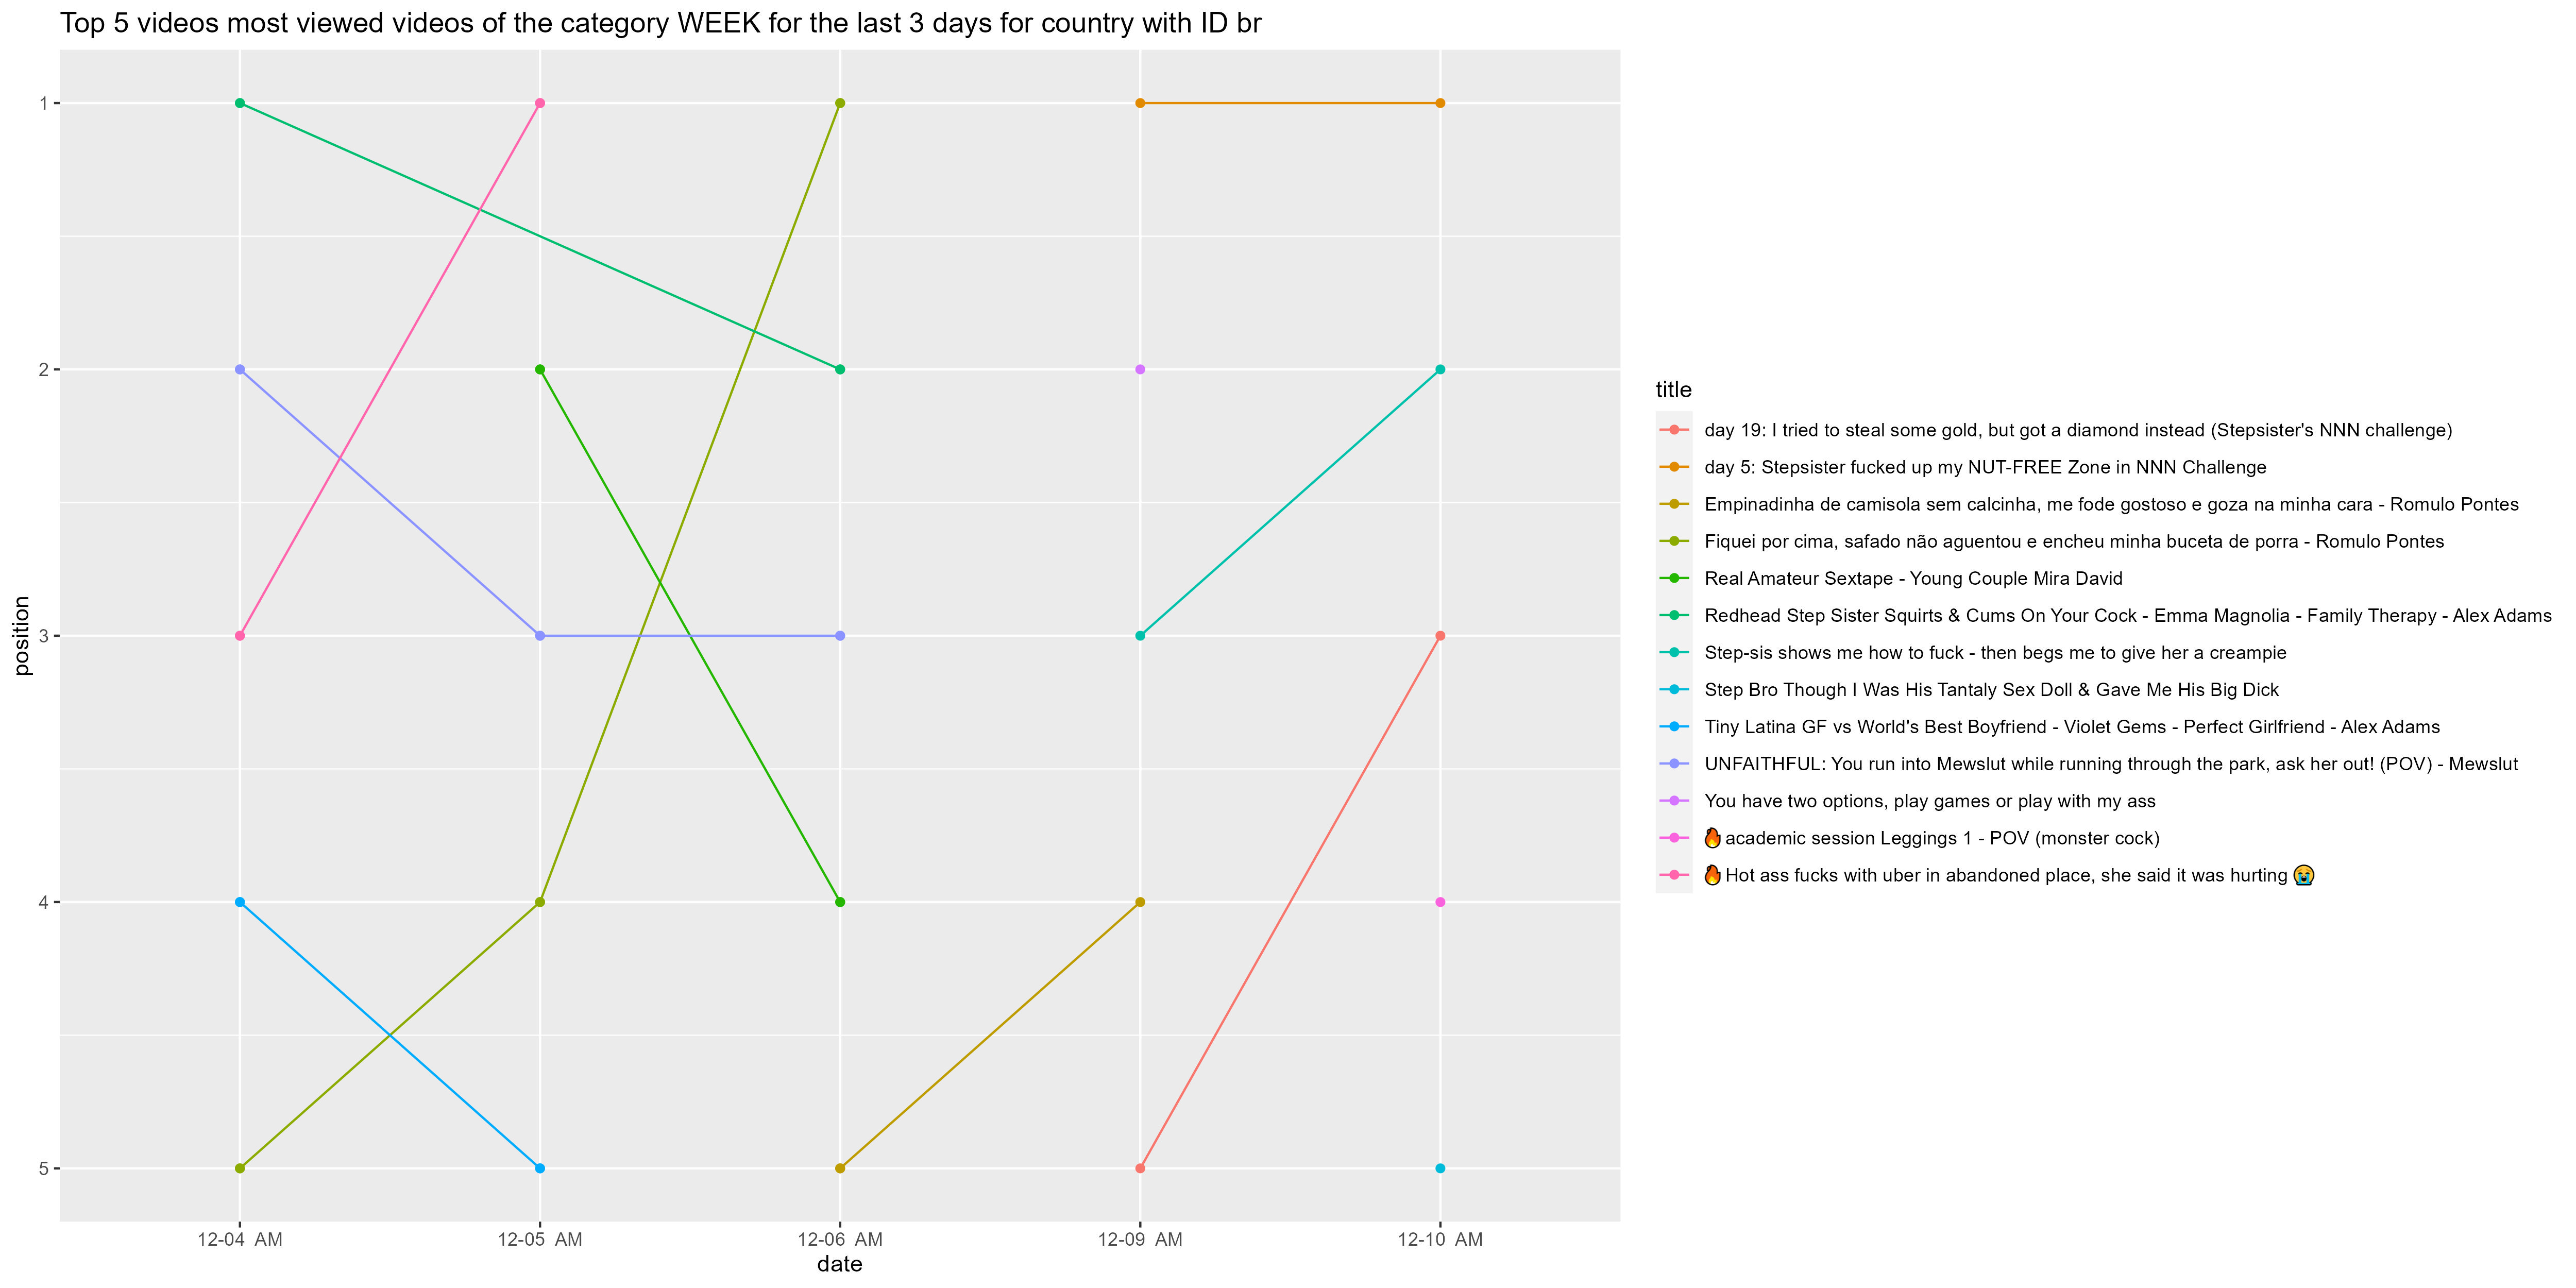 Top 5 videos most viewed videos of the category WEEK for the last 3 days for country with ID br
position
1
2
3
4
5
12-04 AM
12-05 AM
12-06 AM
12-09 AM
12-10 AM
date
title
day 19: I tried to steal some gold, but got a diamond instead (Stepsister's NNN challenge)
day 5: Stepsister fucked up my NUT-FREE Zone in NNN Challenge
Empinadinha de camisola sem calcinha, me fode gostoso e goza na minha cara - Romulo Pontes
Fiquei por cima, safado não aguentou e encheu minha buceta de porra - Romulo Pontes
Real Amateur Sextape - Young Couple Mira David
Redhead Step Sister Squirts & Cums On Your Cock - Emma Magnolia - Family Therapy - Alex Adams
Step-sis shows me how to fuck - then begs me to give her a creampie
Step Bro Though I Was His Tantaly Sex Doll & Gave Me His Big Dick
Tiny Latina GF vs World's Best Boyfriend - Violet Gems - Perfect Girlfriend - Alex Adams
UNFAITHFUL: You run into Mewslut while running through the park, ask her out! (POV) - Mewslut
You have two options, play games or play with my ass
🔥academic session Leggings 1 - POV (monster cock)
🔥Hot ass fucks with uber in abandoned place, she said it was hurting 😭